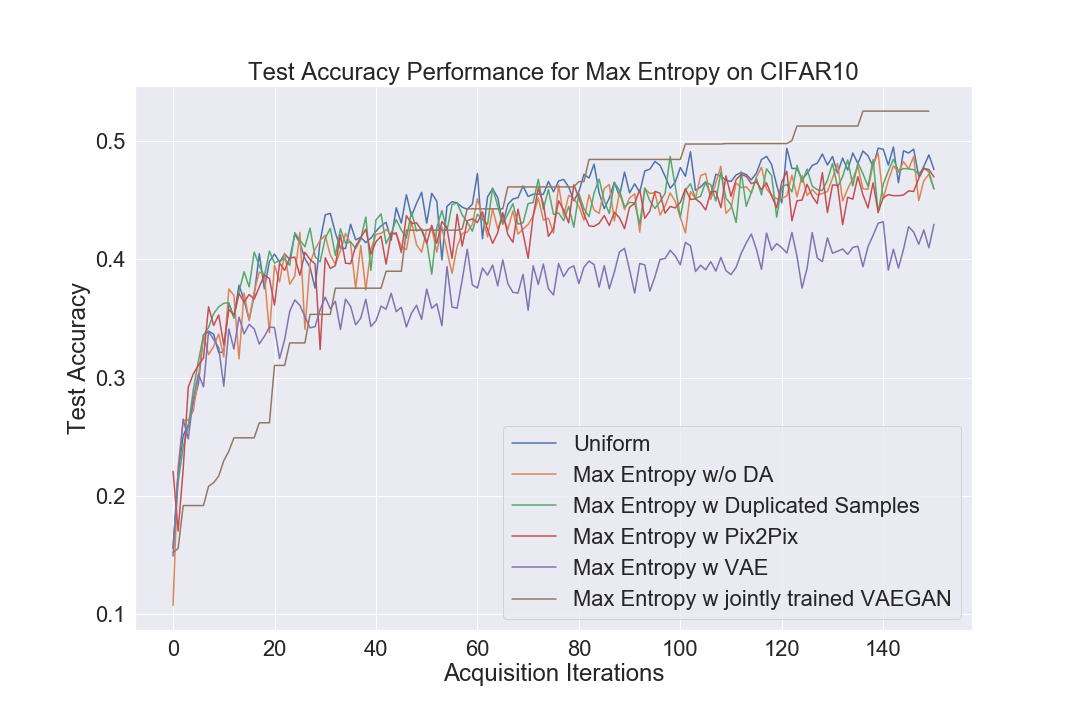 Test Accuracy Performance for Max Entropy on CIFAR10
Test Accuracy
0.5
0.4
0.3
0.2
0.1
Uniform
Max Entropy w/o DA
Max Entropy w Duplicated Samples
Max Entropy w Pix2Pix
Max Entropy w VAE
Max Entropy w jointly trained VAEGAN
0 20 40 60 80 100 120 140
Acquisition Iterations